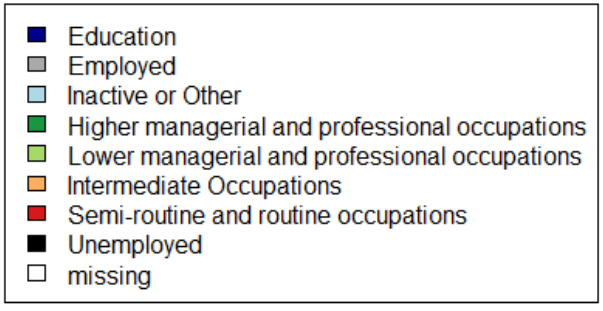 Education
Employed
Inactive or Other
Higher managerial and professional occupations
Lower managerial and professional occupations
Intermediate Occupations
Semi-routine and routine occupations
Unemployed
missing